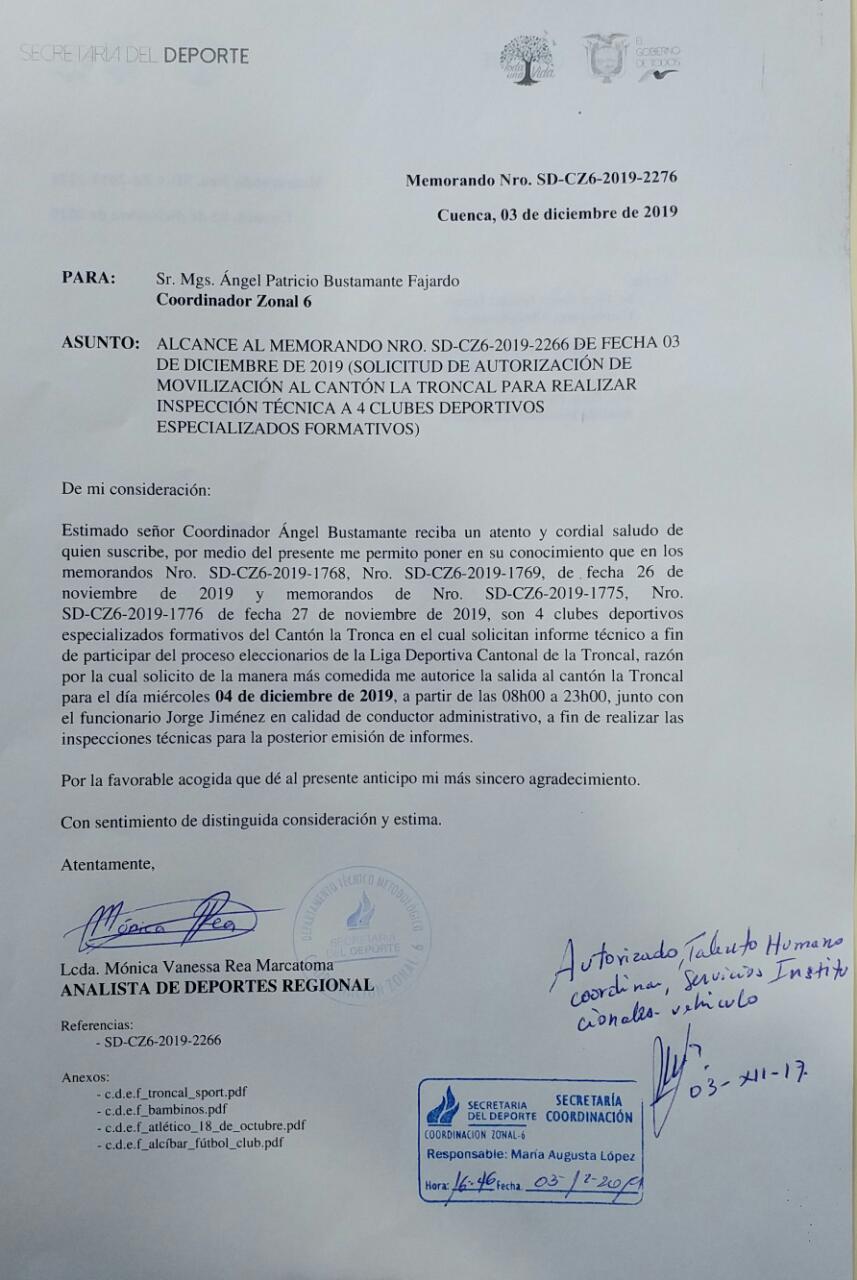 SECRETARÍA DEL DEPORTE
Toda una Vida
EL GOBIERNO DE TODOS
Memorando Nro. SD-CZ6-2019-2276
Cuenca, 03 de diciembre de 2019
PARA: Sr. Mgs. Ángel Patricio Bustamante Fajardo
Coordinador Zonal 6
ASUNTO: ALCANCE AL MEMORANDO NRO. SD-CZ6-2019-2266 DE FECHA 03
DE DICIEMBRE DE 2019 (SOLICITUD DE AUTORIZACIÓN DE
MOVILIZACIÓN AL CANTÓN LA TRONCAL PARA REALIZAR
INSPECCIÓN TÉCNICA A 4 CLUBES DEPORTIVOS
ESPECIALIZADOS FORMATIVOS)
De mi consideración:
Estimado señor Coordinador Ángel Bustamante reciba un atento y cordial saludo de
quien suscribe, por medio del presente me permito poner en su conocimiento que en los
memorandos Nro. SD-CZ6-2019-1768, Nro. SD-CZ6-2019-1769, de fecha 26 de
noviembre de 2019 y memorandos de Nro. SD-CZ6-2019-1775, Nro.
SD-CZ6-2019-1776 de fecha 27 de noviembre de 2019, son 4 clubes deportivos
especializados formativos del Cantón la Tronca en el cual solicitan informe técnico a fin
de participar del proceso eleccionarios de la Liga Deportiva Cantonal de la Troncal, razón
por la cual solicito de la manera más comedida me autorice la salida al cantón la Troncal
para el día miércoles 04 de diciembre de 2019, a partir de las 08h00 a 23h00, junto con
el funcionario Jorge Jiménez en calidad de conductor administrativo, a fin de realizar las
inspecciones técnicas para la posterior emisión de informes.
Por la favorable acogida que dé al presente anticipo mi más sincero agradecimiento.
Con sentimiento de distinguida consideración y estima.
Atentamente,
Mónica Rea
DEPARTAMENTO TÉCNICO METODOLÓGICO
SECRETARÍA
DEL DEPORTE
COORDINACIÓN ZONAL 6
Lcda. Mónica Vanessa Rea Marcatoma
ANALISTA DE DEPORTES REGIONAL
Autorizado, Talento Humano
coordinar, Servicios Institu
cionales- vehiculo
03-XII-17
Referencias:
- SD-CZ6-2019-2266
Anexos:
- c.d.e.f_troncal_sport.pdf
- c.d.e.f_bambinos.pdf
- c.d.e.f_atlético_18_de_octubre.pdf
- c.d.e.f_alcíbar_fútbol_club.pdf
SECRETARIA
DEL DEPORTE
COORDINACIÓN ZONAL-6
SECRETARÍA
COORDINACIÓN
Responsable: María Augusta López
Hora: 16-46 Fecha 03-12-2019